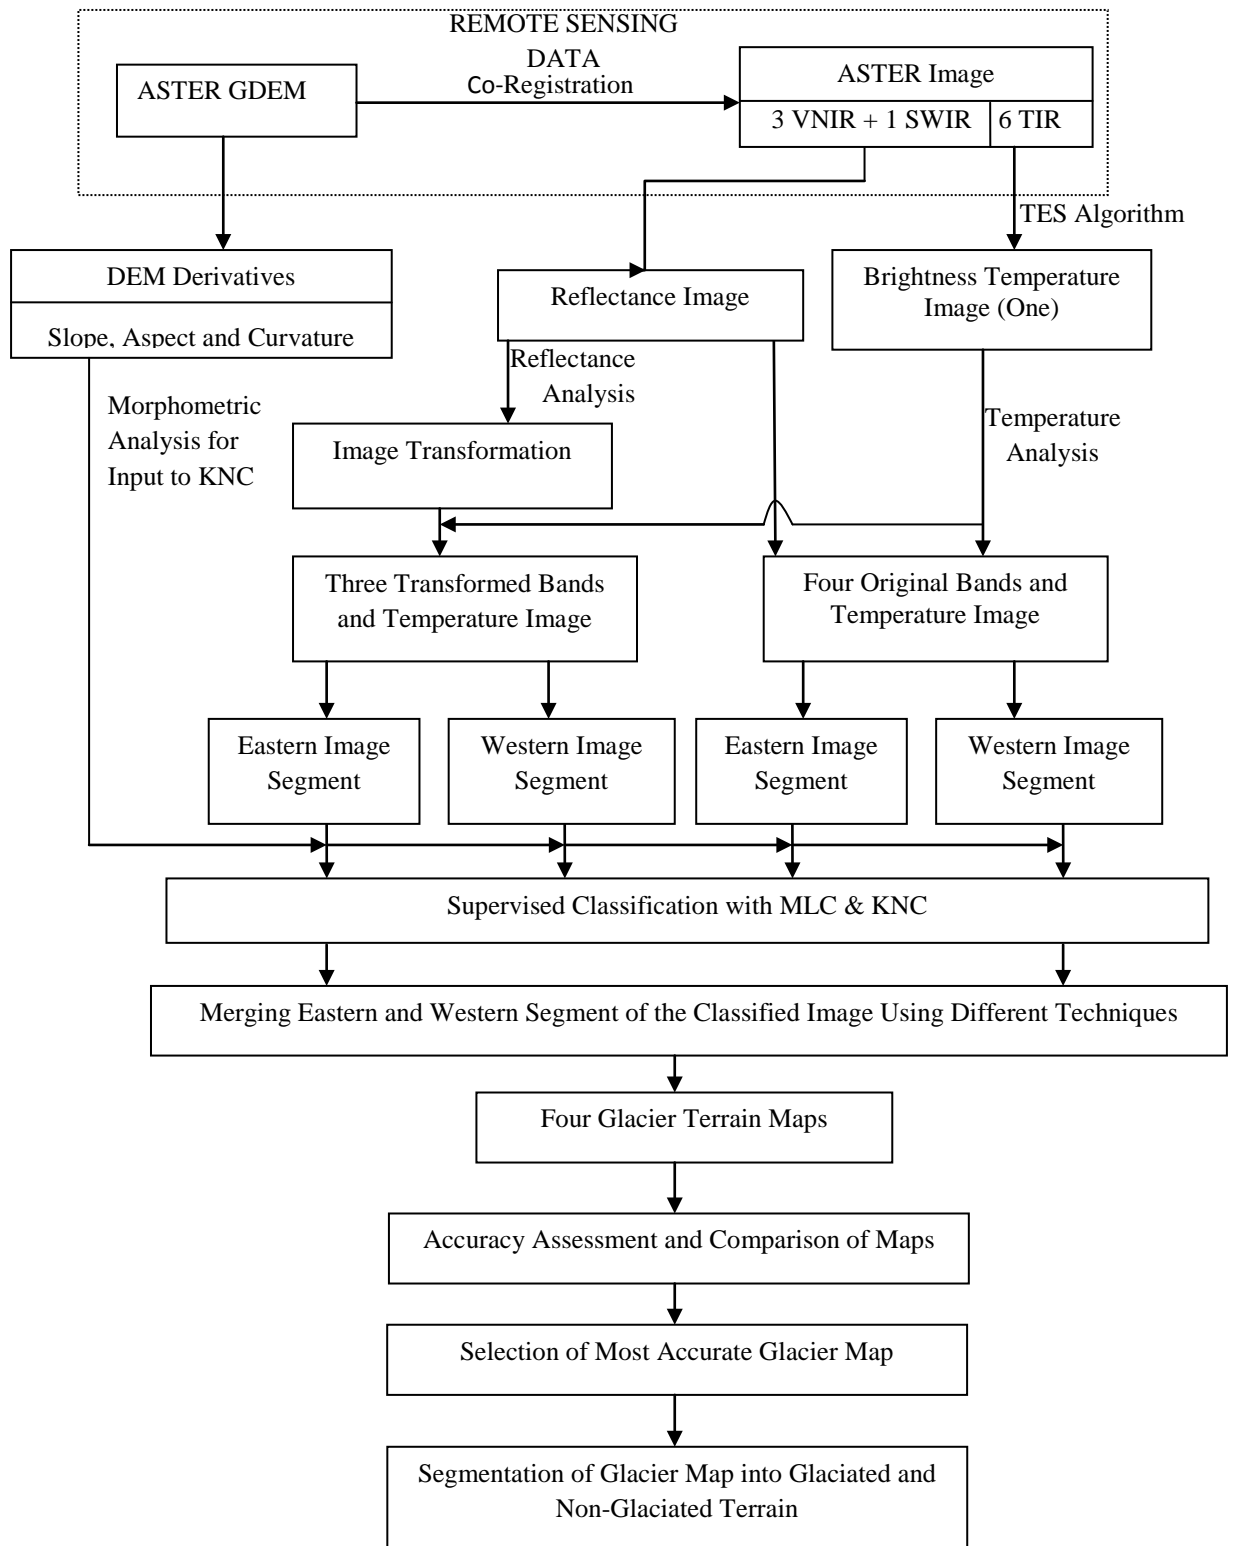 REMOTE SENSING
DATA
Co-Registration
ASTER GDEM
ASTER Image
3 VNIR + 1 SWIR
6 TIR
TES Algorithm
DEM Derivatives
Slope, Aspect and Curvature
Reflectance Image
Brightness Temperature
Image (One)
Reflectance
Analysis
Morphometric
Analysis for
Input to KNC
Image Transformation
Temperature
Analysis
Three Transformed Bands
and Temperature Image
Four Original Bands and
Temperature Image
Eastern Image
Segment
Western Image
Segment
Eastern Image
Segment
Western Image
Segment
Supervised Classification with MLC & KNC
Merging Eastern and Western Segment of the Classified Image Using Different Techniques
Four Glacier Terrain Maps
Accuracy Assessment and Comparison of Maps
Selection of Most Accurate Glacier Map
Segmentation of Glacier Map into Glaciated and
Non-Glaciated Terrain